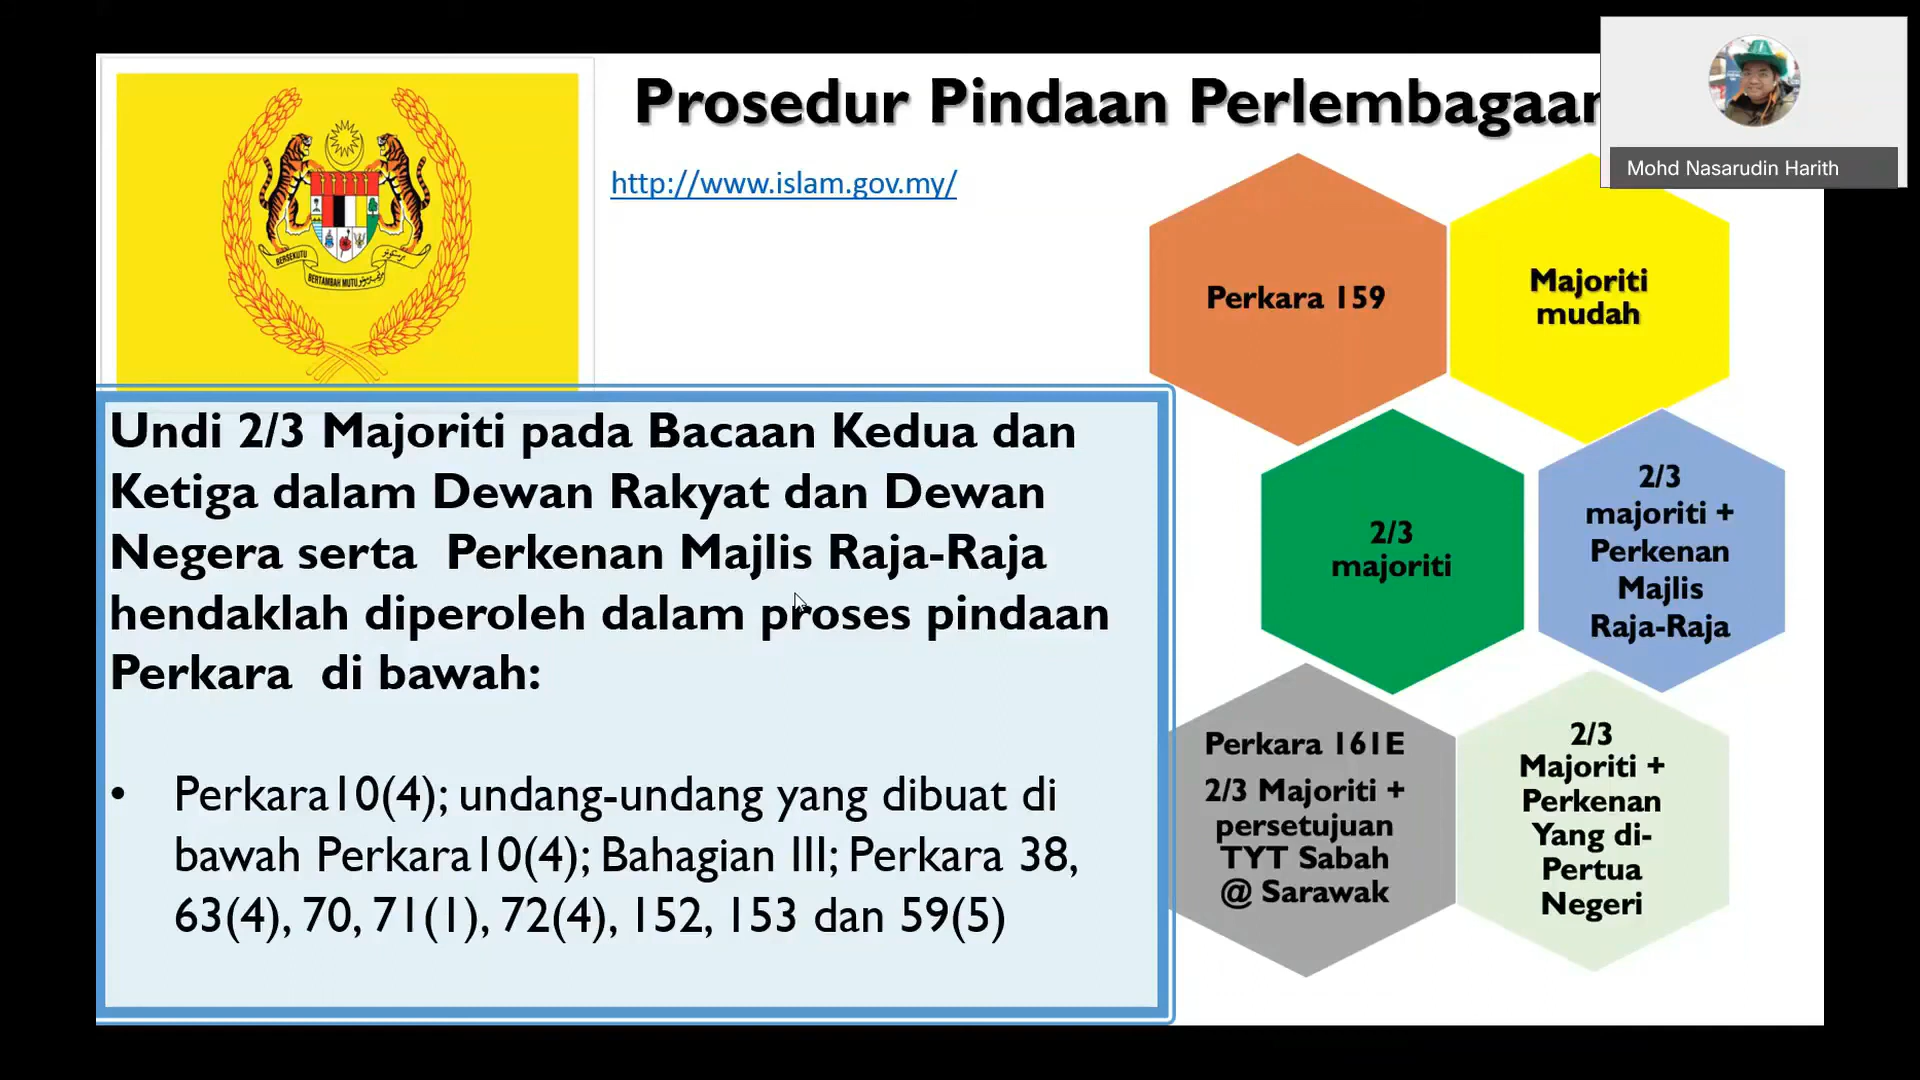 Prosedur Pindaan Perlembagaan
Mohd Nasarudin Harith
http://www.islam.gov.my/
BERSEKUTU
BERTAMBAH MUTU
Perkara 159
Majoriti
mudah
Undi 2/3 Majoriti pada Bacaan Kedua dan
Ketiga dalam Dewan Rakyat dan Dewan
Negera serta Perkenan Majlis Raja-Raja
hendaklah diperoleh dalam proses pindaan
Perkara di bawah:
• Perkara10(4); undang-undang yang dibuat di
bawah Perkara10(4); Bahagian III; Perkara 38,
63(4), 70, 71(1), 72(4), 152, 153 dan 59(5)
2/3
majoriti
2/3
majoriti +
Perkenan
Majlis
Raja-Raja
Perkara 161E
2/3 Majoriti +
persetujuan
TYT Sabah
@ Sarawak
2/3
Majoriti +
Perkenan
Yang di-
Pertua
Negeri